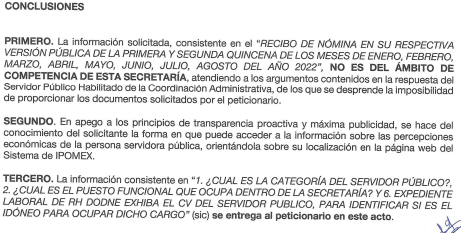 CONCLUSIONES
PRIMERO. La información solicitada, consistente en el "RECIBO DE NÓMINA EN SU RESPECTIVA
VERSIÓN PÚBLICA DE LA PRIMERA Y SEGUNDA QUINCENA DE LOS MESES DE ENERO, FEBRERO,
MARZO, ABRIL, MAYO, JUNIO, JULIO, AGOSTO DEL AÑO 2022", NO ES DEL ÁMBITO DE
COMPETENCIA DE ESTA SECRETARÍA, atendiendo a los argumentos contenidos en la respuesta del
Servidor Público Habilitado de la Coordinación Administrativa, de los que se desprende la imposibilidad
de proporcionar los documentos solicitados por el peticionario.
SEGUNDO. En apego a los principios de transparencia proactiva y máxima publicidad, se hace del
conocimiento del solicitante la forma en que puede acceder a la información sobre las percepciones
económicas de la persona servidora pública, orientándola sobre su localización en la página web del
Sistema de IPOMEX.
TERCERO. La información consistente en "1. ¿CUAL ES LA CATEGORÍA DEL SERVIDOR PÚBLICO?,
2. ¿CUAL ES EL PUESTO FUNCIONAL QUE OCUPA DENTRO DE LA SECRETARÍA? Y 6. EXPEDIENTE
LABORAL DE RH DODNE EXHIBA EL CV DEL SERVIDOR PUBLICO, PARA IDENTIFICAR SI ES EL
IDÓNEO PARA OCUPAR DICHO CARGO" (sic) se entrega al peticionario en este acto.